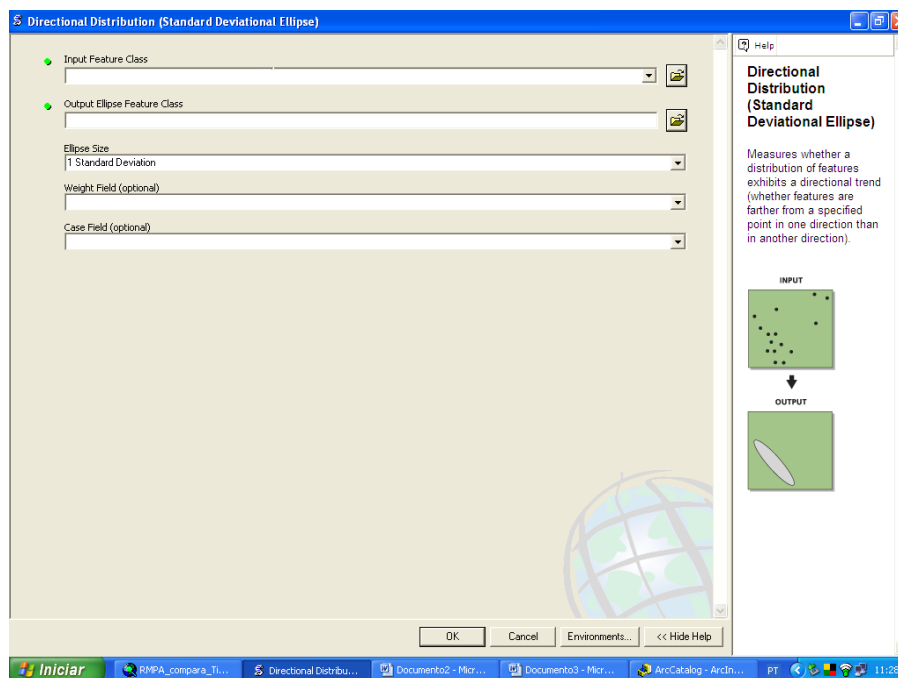 Directional Distribution (Standard Deviational Ellipse)
Input Feature Class
Output Ellipse Feature Class
Ellipse Size
1 Standard Deviation
Weight Field (optional)
Case Field (optional)
OK
Cancel
Environments...
<< Hide Help
Help
Directional
Distribution
(Standard
Deviational Ellipse)
Measures whether a
distribution of features
exhibits a directional trend
(whether features are
farther from a specified
point in one direction than
in another direction).
INPUT
OUTPUT
Iniciar
RMPA_compara_Ti...
Directional Distribu...
Documento2 - Micr...
Documento3 - Micr...
ArcCatalog - ArcIn...
PT
11:28